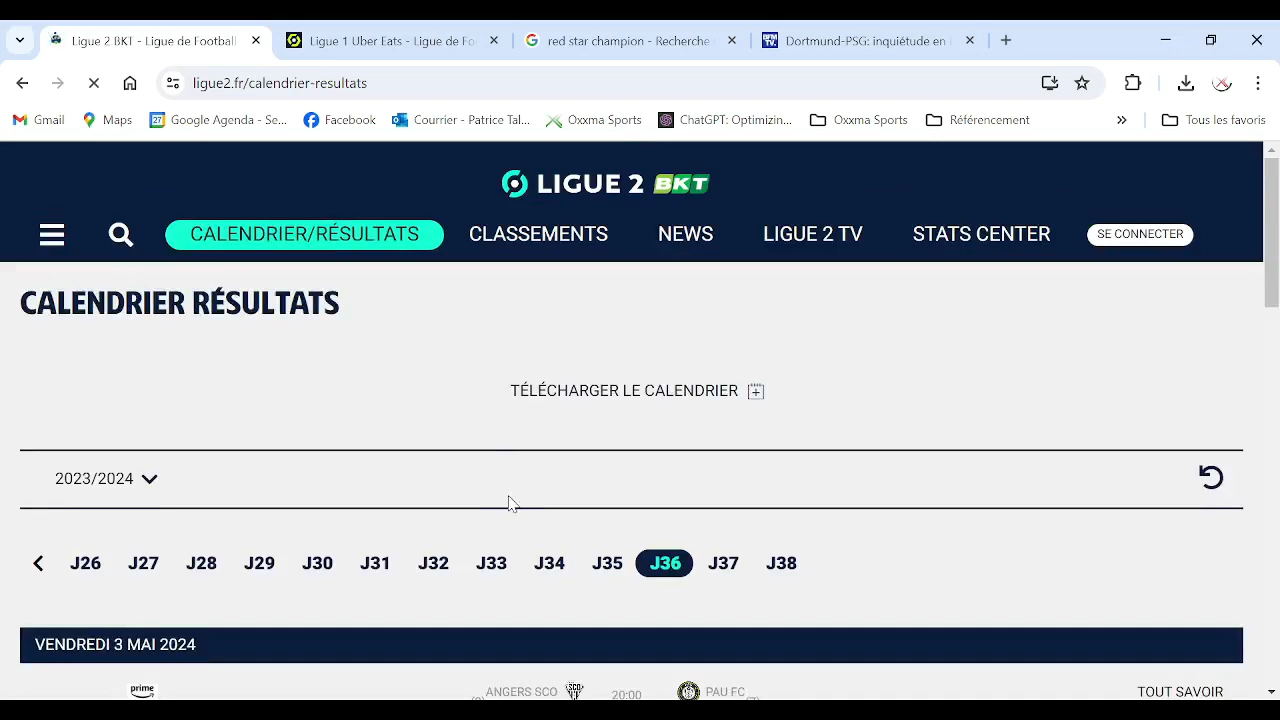 Ligue 2 BKT - Ligue de Football
Ligue 1 Uber Eats - Ligue de Fo
red star champion - Recherche
Dortmund-PSG: inquiétude en
ligue2.fr/calendrier-resultats
Gmail
Maps
Google Agenda - Se...
Facebook
Courrier - Patrice Tal...
Oxxma Sports
ChatGPT: Optimizin...
Oxxma Sports
Référencement
»
Tous les favoris
LIGUE 2 BKT
CALENDRIER/RÉSULTATS
CLASSEMENTS
NEWS
LIGUE 2 TV
STATS CENTER
SE CONNECTER
CALENDRIER RÉSULTATS
TÉLÉCHARGER LE CALENDRIER
2023/2024
J26 J27 J28 J29 J30 J31 J32 J33 J34 J35 J36 J37 J38
VENDREDI 3 MAI 2024
prime
ANGERS SCO
20:00
PAU FC
TOUT SAVOIR